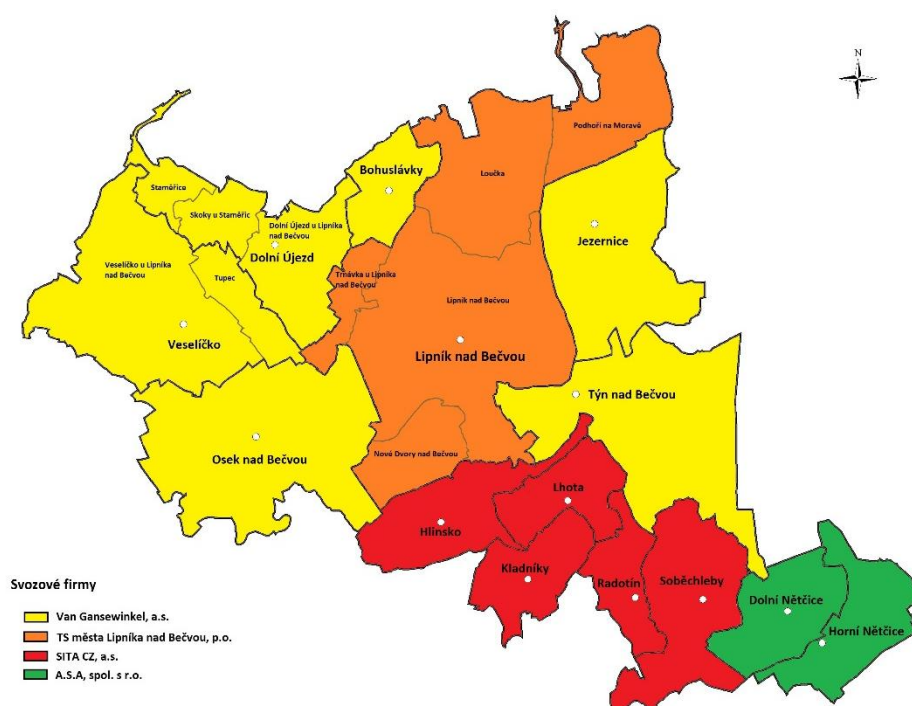 N
Podhoří na Moravě
Bohuslávky
Loučka
Staměřice
Skoky u Staměřic
Dolní Újezd u Lipníka
nad Bečvou
Dolní Újezd
Jezernice
Veselíčko u Lipníka
nad Bečvou
Tupec
Trnávka u Lipníka
nad Bečvou
Lipník nad Bečvou
Veselíčko
Lipník nad Bečvou
Týn nad Bečvou
Osek nad Bečvou
Nové Dvory nad Bečvou
Lhota
Hlinsko
Kladníky
Radotín
Soběchleby
Dolní Nětčice
Horní Nětčice
Svozové firmy
Van Gansewinkel, a.s.
TS města Lipníka nad Bečvou, p.o.
SITA CZ, a.s.
A.S.A, spol. s r.o.